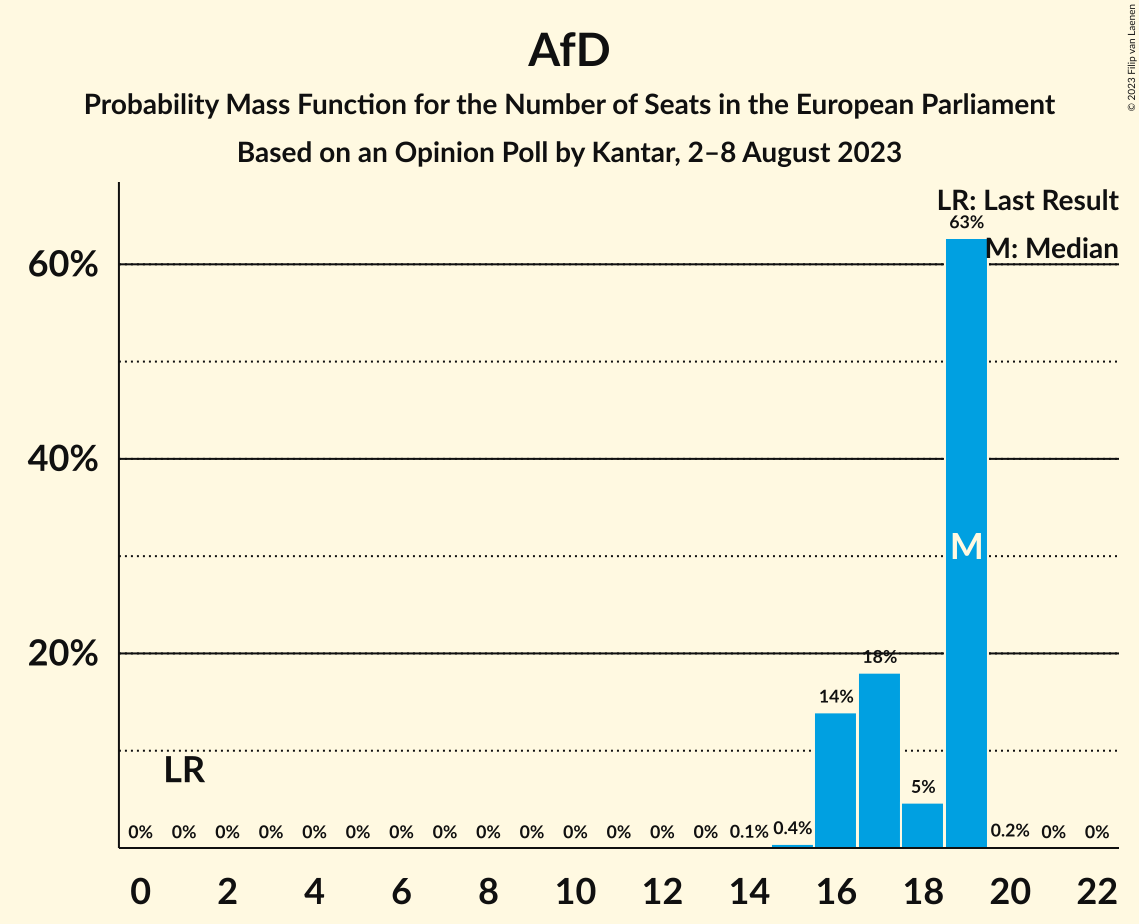 AfD
Probability Mass Function for the Number of Seats in the European Parliament
Based on an Opinion Poll by Kantar, 2–8 August 2023
© 2023 Filip van Laenen
LR: Last Result
M: Median
60%
40%
20%
63%
M
18%
14%
5%
LR
0% 0% 0% 0% 0% 0% 0% 0% 0% 0% 0% 0% 0% 0% 0.1% 0.4% 0.2% 0% 0%
0 2 4 6 8 10 12 14 16 18 20 22